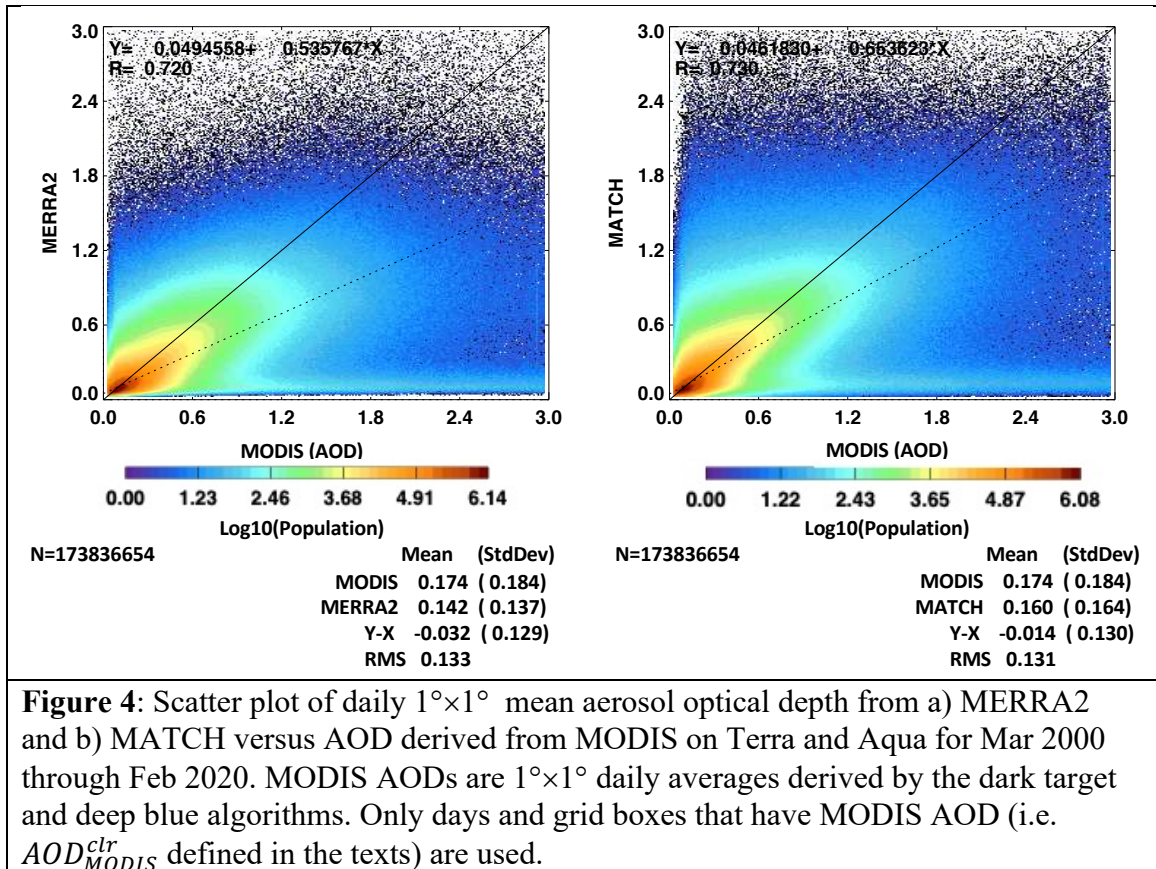 3.0
Y= 0.0494558+ 0.535767*X
R= 0.720
2.4
1.8
1.2
0.6
0.0
MERRA2
0.0 0.6 1.2 1.8 2.4 3.0
MODIS (AOD)
0.00 1.23 2.46 3.68 4.91 6.14
Log10(Population)
N=173836654
Mean (StdDev)
MODIS 0.174 ( 0.184)
MERRA2 0.142 ( 0.137)
Y-X -0.032 ( 0.129)
RMS 0.133
3.0
Y= 0.0461830+ 0.653623*X
R= 0.730
2.4
1.8
1.2
0.6
0.0
MATCH
0.0 0.6 1.2 1.8 2.4 3.0
MODIS (AOD)
0.00 1.22 2.43 3.65 4.87 6.08
Log10(Population)
N=173836654
Mean (StdDev)
MODIS 0.174 ( 0.184)
MATCH 0.160 ( 0.164)
Y-X -0.014 ( 0.130)
RMS 0.131
Figure 4: Scatter plot of daily 1°×1° mean aerosol optical depth from a) MERRA2
and b) MATCH versus AOD derived from MODIS on Terra and Aqua for Mar 2000
through Feb 2020. MODIS AODs are 1°×1° daily averages derived by the dark target
and deep blue algorithms. Only days and grid boxes that have MODIS AOD (i.e.
AOD^{clr}_{MODIS} defined in the texts) are used.